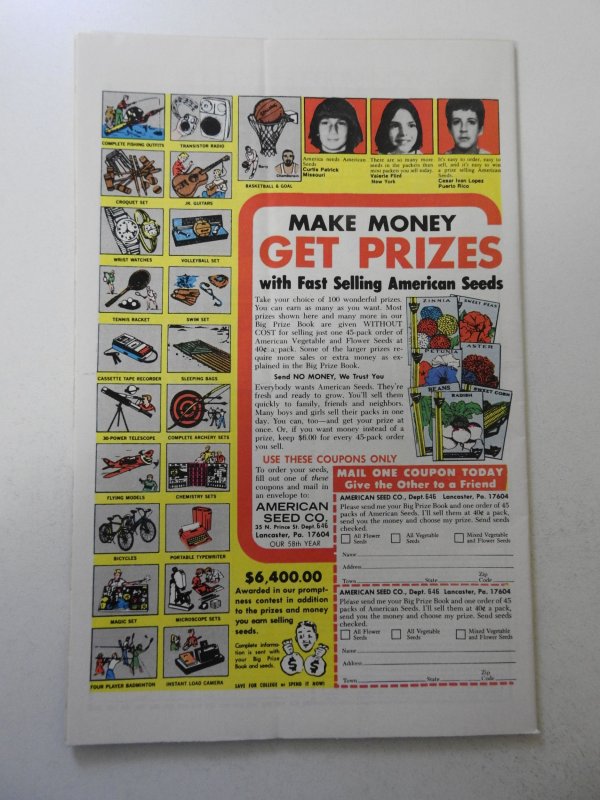 COMPLETE FISHING OUTFITS
TRANSISTOR RADIO
CROQUET SET
JR. GUITARS
WRIST WATCHES
VOLLEYBALL SET
TENNIS RACKET
SWIM SET
CASSETTE TAPE RECORDER
SLEEPING BAGS
30-POWER TELESCOPE
COMPLETE ARCHERY SETS
FLYING MODELS
CHEMISTRY SETS
BICYCLES
PORTABLE TYPEWRITER
MAGIC SET
MICROSCOPE SETS
FOUR PLAYER BADMINTON
INSTANT LOAD CAMERA
BASKETBALL & GOAL
America needs American
Seeds
Curtis Patrick
Missouri
There are so many more
seeds in the packets then
most packets you sell today.
Valerie Flint
New York
It's easy to order, easy to
sell, and it's easy to win
a prize selling American
Seeds.
Cesar Ivan Lopez
Puerto Rico
MAKE MONEY
GET PRIZES
with Fast Selling American Seeds
Take your choice of 100 wonderful prizes.
You can earn as many as you want. Most
prizes shown here and many more in our
Big Prize Book are given WITHOUT
COST for selling just one 45-pack order of
American Vegetable and Flower Seeds at
40¢ a pack. Some of the larger prizes re-
quire more sales or extra money as ex-
plained in the Big Prize Book.
Send NO MONEY, We Trust You
Everybody wants American Seeds. They're
fresh and ready to grow. You'll sell them
quickly to family, friends and neighbors.
Many boys and girls sell their packs in one
day. You can, too—and get your prize at
once. Or, if you want money instead of a
prize, keep $6.00 for every 45-pack order
you sell.
ZINNIA
SWEET PEAS
PETUNIA
ASTER
BEANS
RADISH
SWEET CORN
USE THESE COUPONS ONLY
To order your seeds,
fill out one of these
coupons and mail in
an envelope to:
AMERICAN
SEED CO.
35 N. Prince St. Dept 646
Lancaster, Pa. 17604
OUR 58th YEAR
$6,400.00
Awarded in our prompt-
ness contest in addition
to the prizes and money
you earn selling
seeds.
Complete informa-
tion is sent with
your Big Prize
Book and seeds.
SAVE FOR COLLEGE or SPEND IT NOW!
MAIL ONE COUPON TODAY
Give the Other to a Friend
AMERICAN SEED CO., Dept. 646 Lancaster, Pa. 17604
Please send me your Big Prize Book and one order of 45
packs of American Seeds. I'll sell them at 40¢ a pack,
send you the money and choose my prize. Send seeds
checked.
All Flower Seeds
All Vegetable Seeds
Mixed Vegetable and Flower Seeds
Name
Address
Town State Zip Code
AMERICAN SEED CO., Dept. 646 Lancaster, Pa. 17604
Please send me your Big Prize Book and one order of 45
packs of American Seeds. I'll sell them at 40¢ a pack,
send you the money and choose my prize. Send seeds
checked.
All Flower Seeds
All Vegetable Seeds
Mixed Vegetable and Flower Seeds
Name
Address
Town State Zip Code